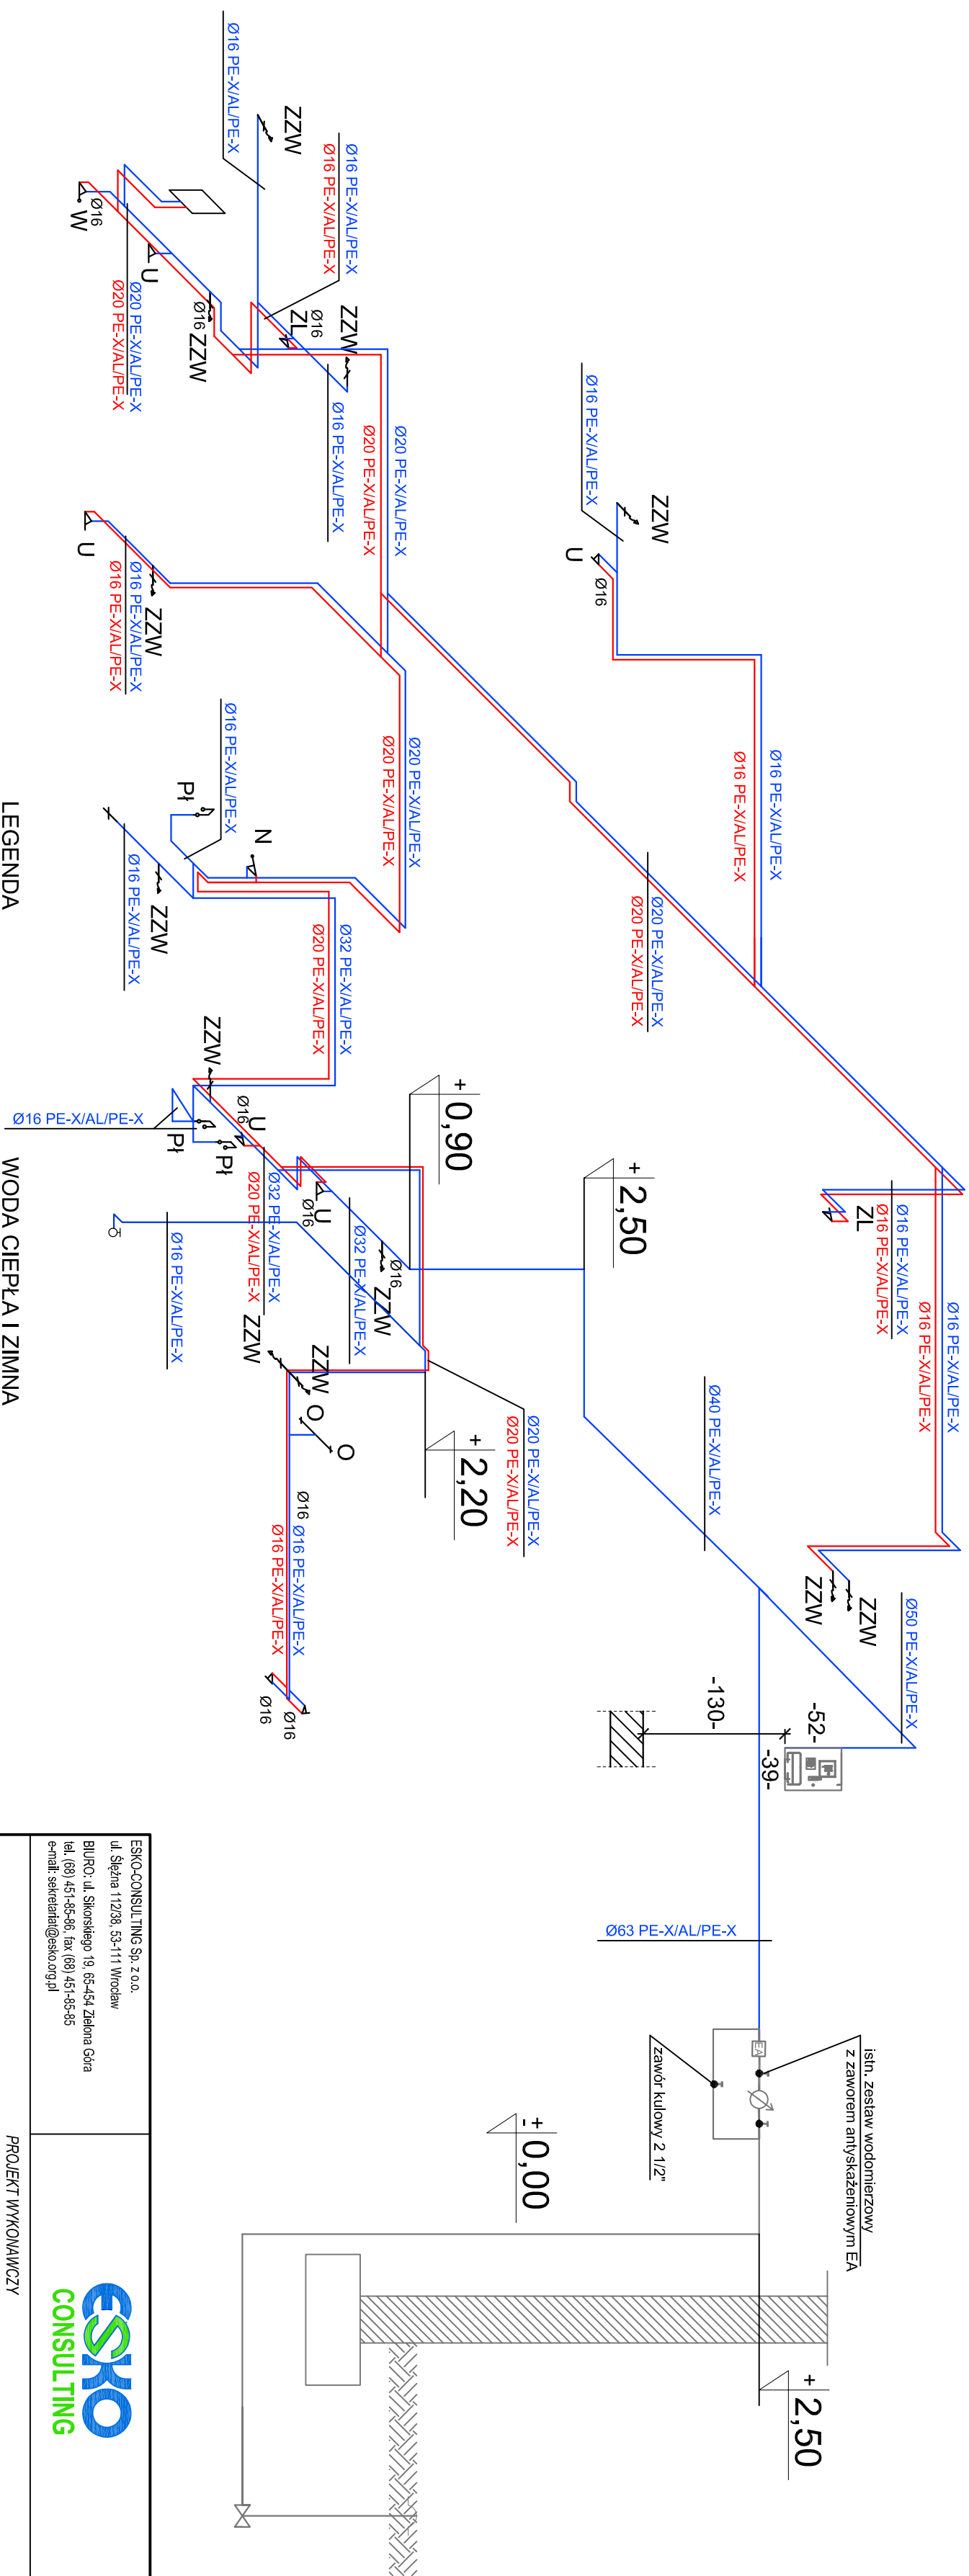 Ø16 PE-X/AL/PE-X
ZZW
Ø16 PE-X/AL/PE-X
Ø16 PE-X/AL/PE-X
ZZW
Ø16
ZL
Ø16
W
U
Ø16
ZZW
Ø20 PE-X/AL/PE-X
Ø20 PE-X/AL/PE-X
Ø16 PE-X/AL/PE-X
Ø20 PE-X/AL/PE-X
Ø20 PE-X/AL/PE-X
Ø16 PE-X/AL/PE-X
ZZW
U
Ø16
Ø16 PE-X/AL/PE-X
Ø16 PE-X/AL/PE-X
U
ZZW
Ø16 PE-X/AL/PE-X
Ø16 PE-X/AL/PE-X
Ø20 PE-X/AL/PE-X
Ø20 PE-X/AL/PE-X
Ø16 PE-X/AL/PE-X
Pł
N
ZZW
Ø16 PE-X/AL/PE-X
Ø20 PE-X/AL/PE-X
Ø20 PE-X/AL/PE-X
Ø32 PE-X/AL/PE-X
Ø20 PE-X/AL/PE-X
ZZW
Ø16
U
Pł
Pł
Ø16 PE-X/AL/PE-X
+ 0,90
+ 2,50
Ø32 PE-X/AL/PE-X
Ø20 PE-X/AL/PE-X
U
Ø16
Ø16
ZZW
Ø32 PE-X/AL/PE-X
Ø16 PE-X/AL/PE-X
ZL
Ø16 PE-X/AL/PE-X
Ø16 PE-X/AL/PE-X
Ø16 PE-X/AL/PE-X
Ø16 PE-X/AL/PE-X
ZZW
ZZW
O
O
+ 2,20
Ø20 PE-X/AL/PE-X
Ø20 PE-X/AL/PE-X
Ø40 PE-X/AL/PE-X
Ø16
Ø16 PE-X/AL/PE-X
Ø16 PE-X/AL/PE-X
Ø16
Ø16
ZZW
ZZW
Ø50 PE-X/AL/PE-X
-130-
-52-
-39-
Ø63 PE-X/AL/PE-X
istn. zestaw wodomierzowy
z zaworem antyskażeniowym EA
EA
zawór kulowy 2 1/2"
+- 0,00
+ 2,50
LEGENDA
WODA CIEPŁA I ZIMNA
ESKO-CONSULTING Sp. z o.o.
ul. Ślężna 112/38, 53-111 Wrocław
BIURO: ul. Sikorskiego 19, 65-454 Zielona Góra
tel. (68) 451-85-86, fax (68) 451-85-85
e-mail: sekretariat@esko.org.pl
eSKO
CONSULTING
PROJEKT WYKONAWCZY